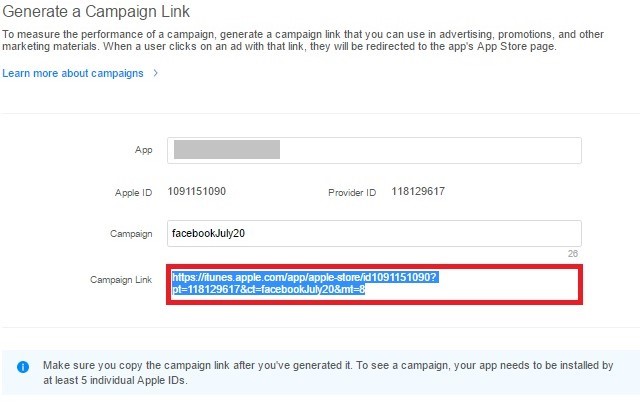 Generate a Campaign Link
To measure the performance of a campaign, generate a campaign link that you can use in advertising, promotions, and other
marketing materials. When a user clicks on an ad with that link, they will be redirected to the app's App Store page.
Learn more about campaigns >
App
Apple ID 1091151090 Provider ID 118129617
Campaign facebookJuly20
26
Campaign Link https://itunes.apple.com/app/apple-store/id1091151090?
pt=118129617&ct=facebookJuly20&mt=8
Make sure you copy the campaign link after you've generated it. To see a campaign, your app needs to be installed by
at least 5 individual Apple IDs.